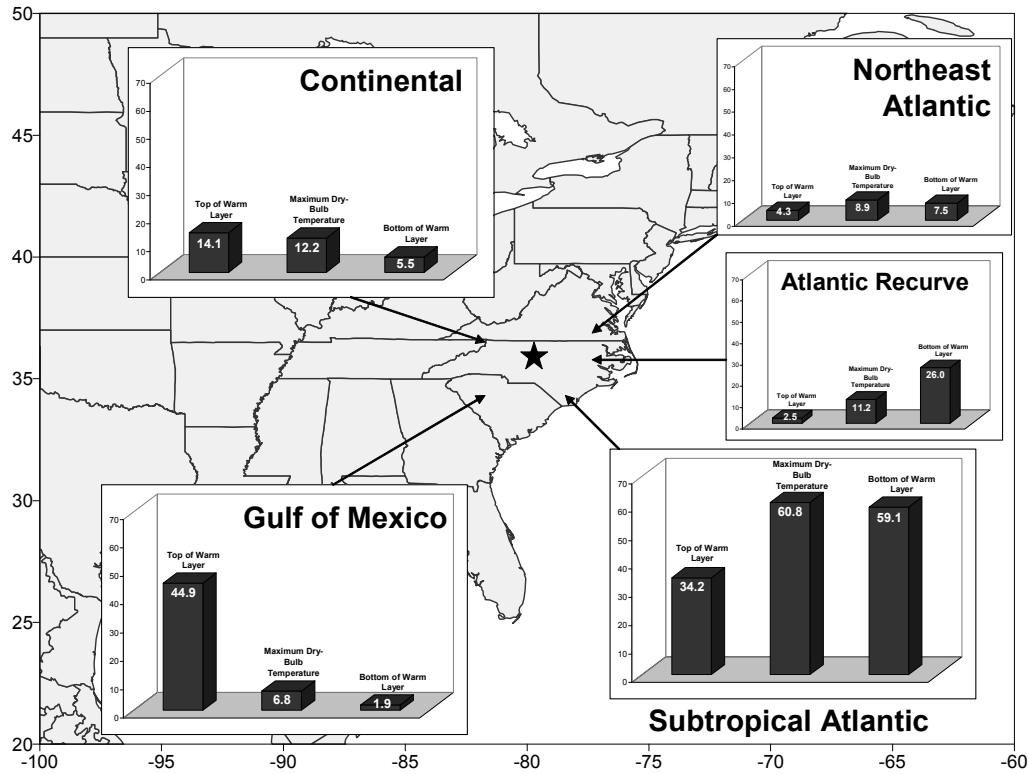 50
45
40
35
30
25
20
-100
-95
-90
-85
-80
-75
-70
-65
-60
Continental
70
60
50
40
30
20
10
0
Top of Warm
Layer
14.1
Maximum Dry-
Bulb
Temperature
12.2
Bottom of Warm
Layer
5.5
Northeast
Atlantic
70
60
50
40
30
20
10
0
Top of Warm
Layer
4.3
Maximum Dry-
Bulb
Temperature
8.9
Bottom of Warm
Layer
7.5
Atlantic Recurve
70
60
50
40
30
20
10
0
Top of Warm
Layer
2.5
Maximum Dry-
Bulb
Temperature
11.2
Bottom of Warm
Layer
26.0
Gulf of Mexico
70
60
50
40
30
20
10
0
Top of Warm
Layer
44.9
Maximum Dry-
Bulb
Temperature
6.8
Bottom of Warm
Layer
1.9
70
60
50
40
30
20
10
0
Top of Warm
Layer
34.2
Maximum Dry-
Bulb
Temperature
60.8
Bottom of Warm
Layer
59.1
Subtropical Atlantic